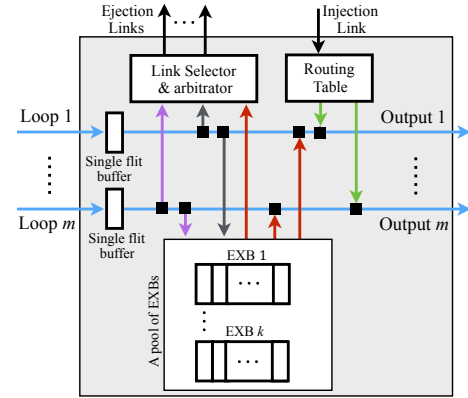 Ejection
Links
...
Injection
Link
Link Selector
& arbitrator
Routing
Table
Loop 1
Output 1
Single flit
buffer
Loop m
Output m
Single flit
buffer
A pool of EXBs
EXB 1
...
EXB k
...